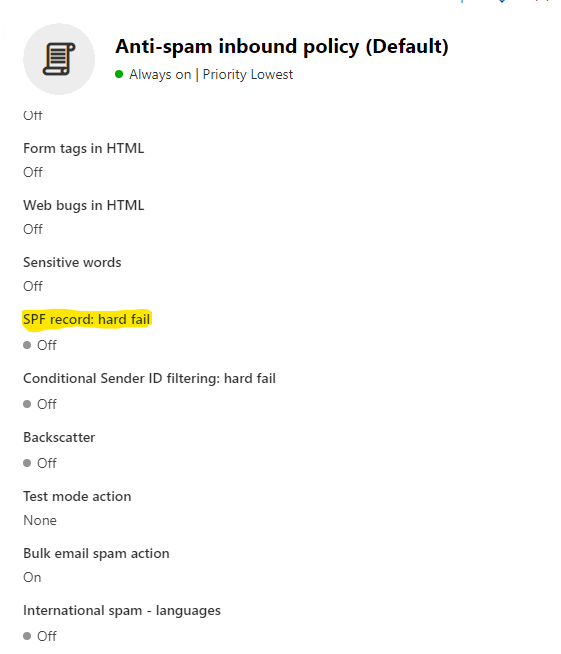 Anti-spam inbound policy (Default)
Always on | Priority Lowest
Off
Form tags in HTML
Off
Web bugs in HTML
Off
Sensitive words
Off
SPF record: hard fail
Off
Conditional Sender ID filtering: hard fail
Off
Backscatter
Off
Test mode action
None
Bulk email spam action
On
International spam - languages
Off